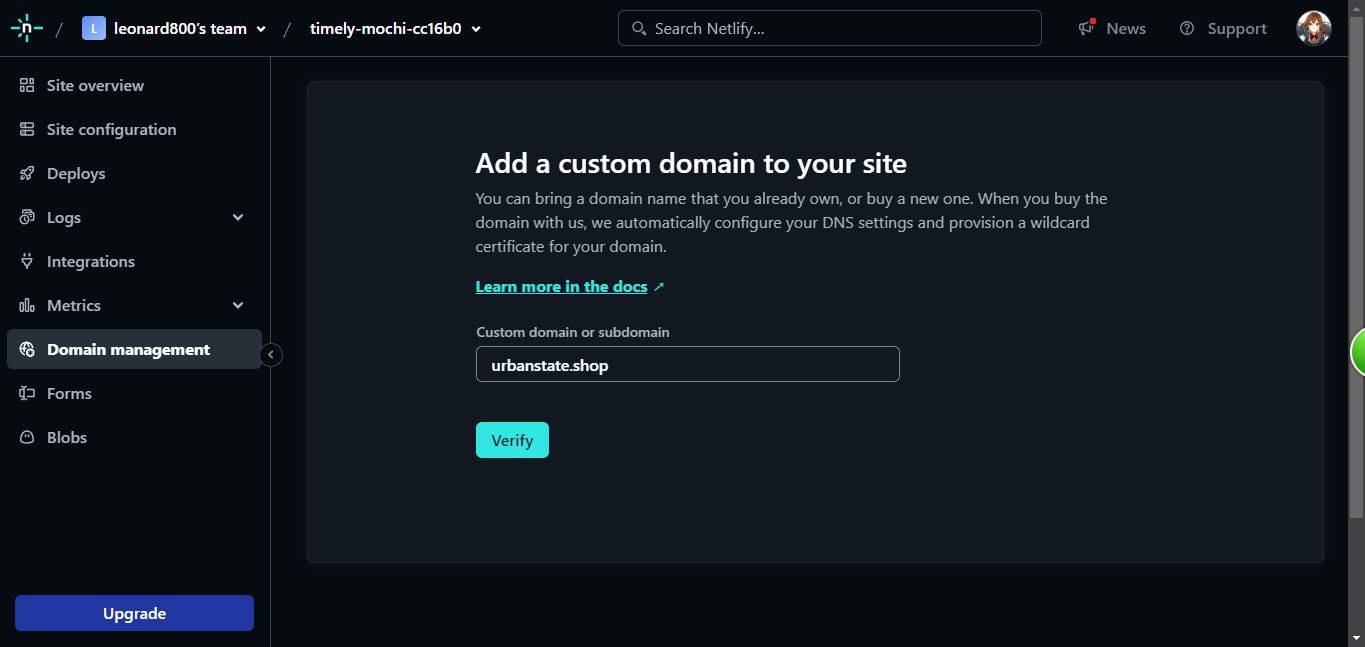 n / L leonard800's team / timely-mochi-cc16b0 Search Netlify... News Support
Site overview
Site configuration
Deploys
Logs
Integrations
Metrics
Domain management
Forms
Blobs
Upgrade
Add a custom domain to your site
You can bring a domain name that you already own, or buy a new one. When you buy the
domain with us, we automatically configure your DNS settings and provision a wildcard
certificate for your domain.
Learn more in the docs ↗
Custom domain or subdomain
urbanstate.shop
Verify